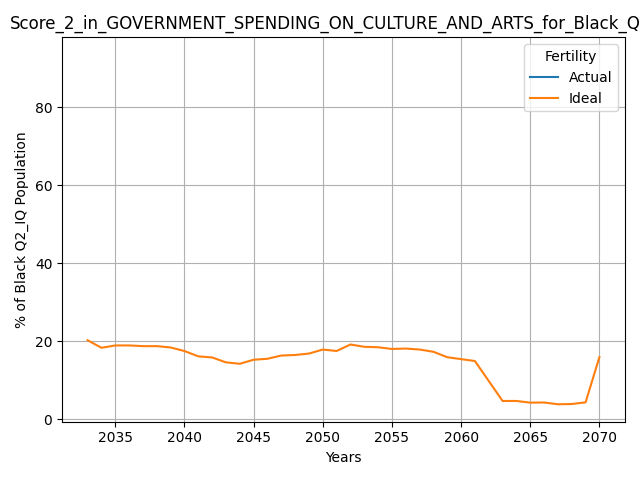 Score_2_in_GOVERNMENT_SPENDING_ON_CULTURE_AND_ARTS_for_Black_Q
Fertility
Actual
Ideal
80
60
40
20
0
% of Black Q2_IQ Population
2035 2040 2045 2050 2055 2060 2065 2070
Years